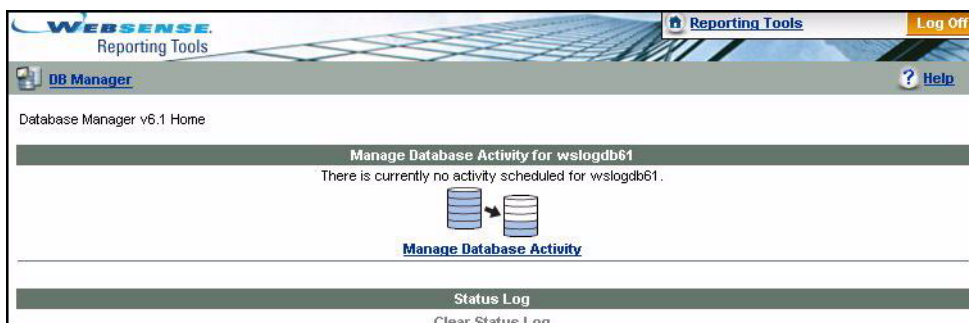 WEBSENSE.
Reporting Tools
Reporting Tools
Log Off
DB Manager
? Help
Database Manager v6.1 Home
Manage Database Activity for wslogdb61
There is currently no activity scheduled for wslogdb61.
Manage Database Activity
Status Log
Clear Status Log